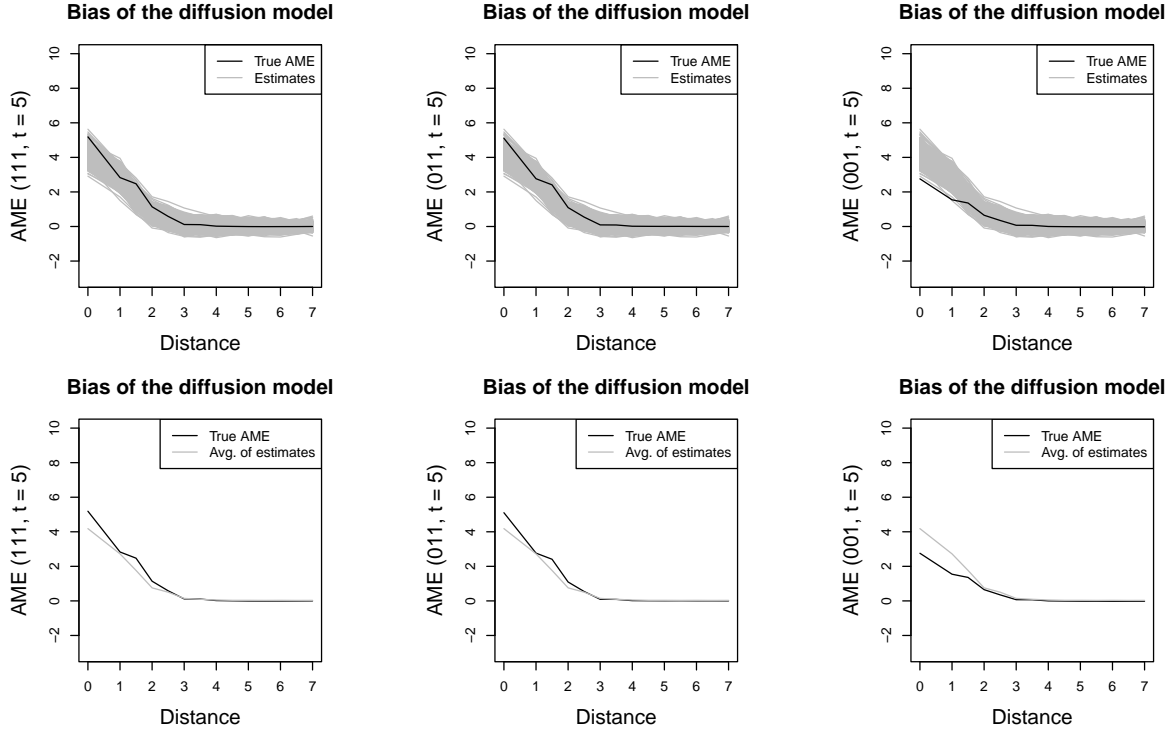 Bias of the diffusion model
AME (111, t = 5)
10
8
6
4
2
0
−2
True AME
Estimates
0 1 2 3 4 5 6 7
Distance
Bias of the diffusion model
AME (011, t = 5)
10
8
6
4
2
0
−2
True AME
Estimates
0 1 2 3 4 5 6 7
Distance
Bias of the diffusion model
AME (001, t = 5)
10
8
6
4
2
0
−2
True AME
Estimates
0 1 2 3 4 5 6 7
Distance
Bias of the diffusion model
AME (111, t = 5)
10
8
6
4
2
0
−2
True AME
Avg. of estimates
0 1 2 3 4 5 6 7
Distance
Bias of the diffusion model
AME (011, t = 5)
10
8
6
4
2
0
−2
True AME
Avg. of estimates
0 1 2 3 4 5 6 7
Distance
Bias of the diffusion model
AME (001, t = 5)
10
8
6
4
2
0
−2
True AME
Avg. of estimates
0 1 2 3 4 5 6 7
Distance